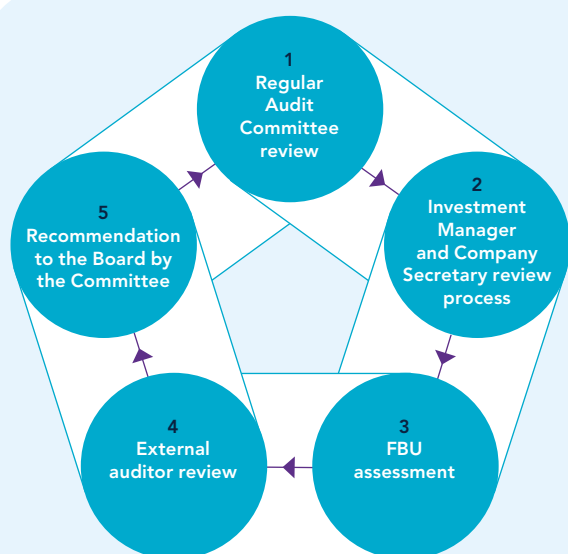 1
Regular
Audit
Committee
review
2
Investment
Manager
and Company
Secretary review
process
3
FBU
assessment
4
External
auditor review
5
Recommendation
to the Board by
the Committee